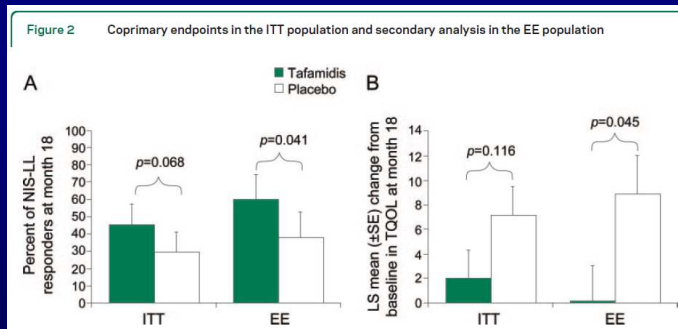 Figure 2 Coprimary endpoints in the ITT population and secondary analysis in the EE population
Tafamidis
Placebo
A
Percent of NIS-LL
responders at month 18
100
90
80
70
60
50
40
30
20
10
0
p=0.068
p=0.041
ITT
EE
B
LS mean (±SE) change from
baseline in TQOL at month 18
14
12
10
8
6
4
2
0
p=0.116
p=0.045
ITT
EE